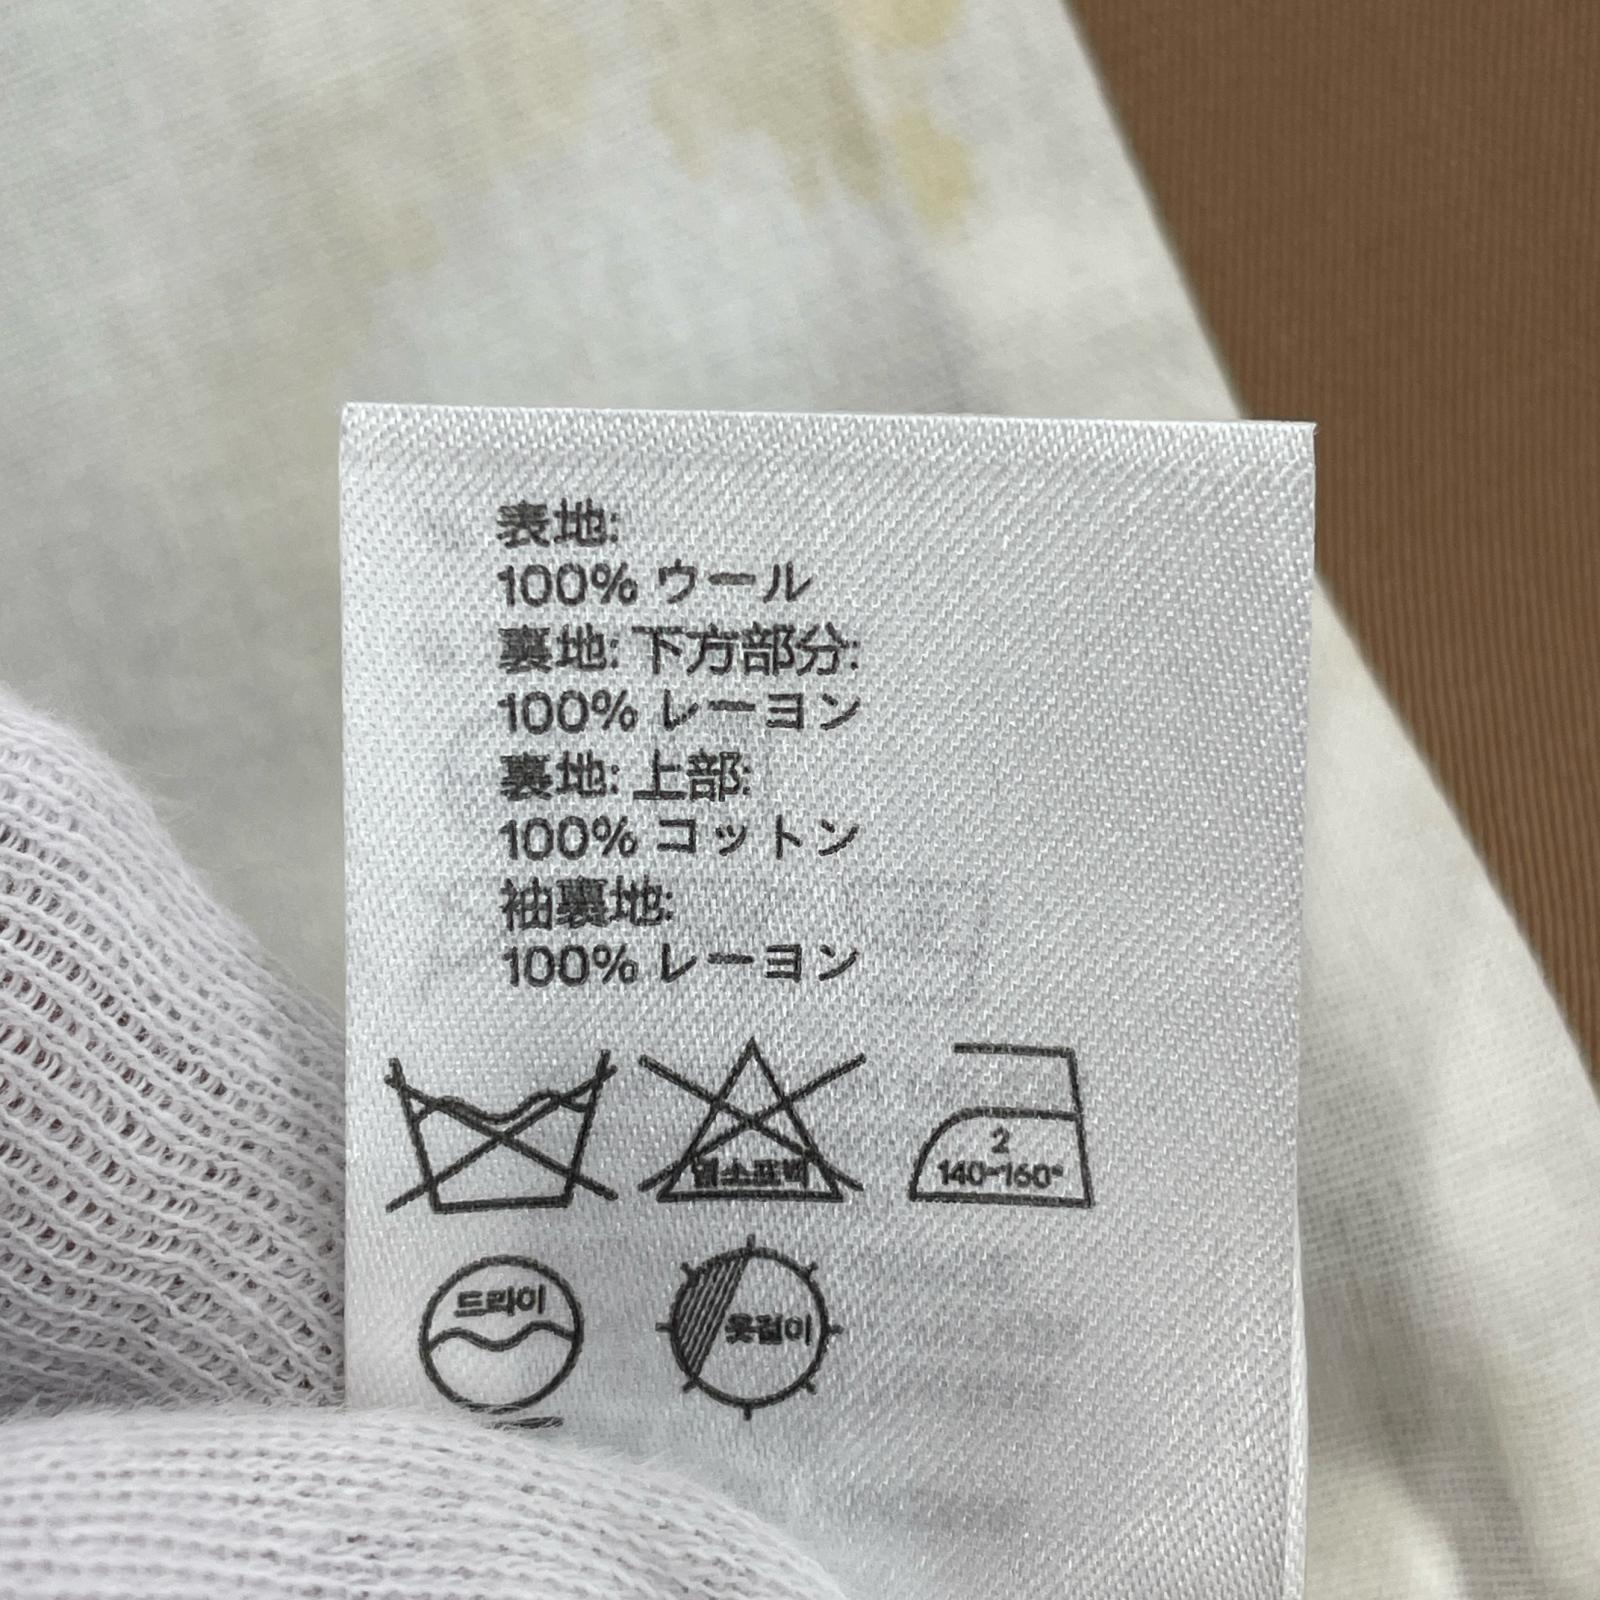 表地:
100% ウール
裏地: 下方部分:
100% レーヨン
裏地: 上部:
100% コットン
袖裏地:
100% レーヨン
염소표백
2
140-160°
드라이
옷걸이